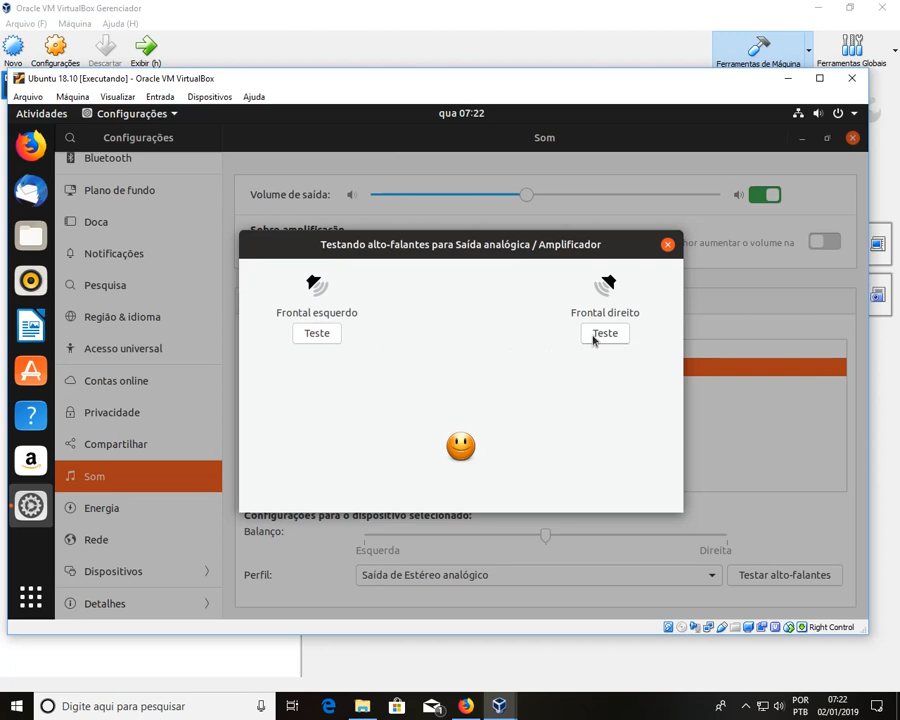 Oracle VM VirtualBox Gerenciador
Arquivo (F) Máquina Ajuda (H)
Novo Configurações Descartar Exibir (h) Ferramentas de Máquina Ferramentas Globais
Ubuntu 18.10 [Executando] - Oracle VM VirtualBox
Arquivo Máquina Visualizar Entrada Dispositivos Ajuda
Atividades Configurações qua 07:22
Configurações Som
Bluetooth
Plano de fundo
Doca
Notificações
Pesquisa
Região & idioma
Acesso universal
Contas online
Privacidade
Compartilhar
Som
Energia
Rede
Dispositivos
Detalhes
Volume de saída:
Sobre amplificação
hor aumentar o volume na
Testando alto-falantes para Saída analógica / Amplificador
Frontal esquerdo Frontal direito
Teste Teste
Configurações para o dispositivo selecionado:
Balanço:
Esquerda Direita
Perfil: Saída de Estéreo analógico Testar alto-falantes
Right Control
Digite aqui para pesquisar
POR
PTB
07:22
02/01/2019